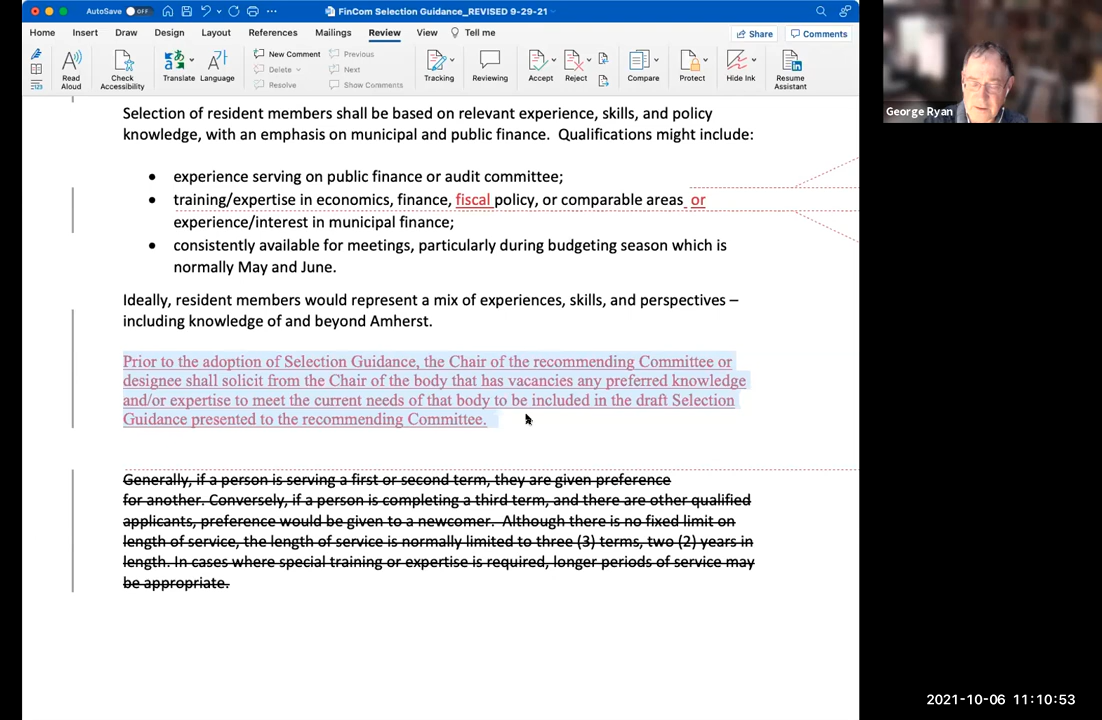 AutoSave OFF
FinCom Selection Guidance_REVISED 9-29-21
Home Insert Draw Design Layout References Mailings Review View Tell me Share Comments
Read Aloud
Check Accessibility
Translate
Language
New Comment
Delete
Resolve
Previous
Next
Show Comments
Tracking
Reviewing
Accept
Reject
Compare
Protect
Hide Ink
Resume Assistant
Selection of resident members shall be based on relevant experience, skills, and policy
knowledge, with an emphasis on municipal and public finance. Qualifications might include:
• experience serving on public finance or audit committee;
• training/expertise in economics, finance, fiscal policy, or comparable areas or
experience/interest in municipal finance;
• consistently available for meetings, particularly during budgeting season which is
normally May and June.
Ideally, resident members would represent a mix of experiences, skills, and perspectives –
including knowledge of and beyond Amherst.
Prior to the adoption of Selection Guidance, the Chair of the recommending Committee or
designee shall solicit from the Chair of the body that has vacancies any preferred knowledge
and/or expertise to meet the current needs of that body to be included in the draft Selection
Guidance presented to the recommending Committee.
Generally, if a person is serving a first or second term, they are given preference
for another. Conversely, if a person is completing a third term, and there are other qualified
applicants, preference would be given to a newcomer. Although there is no fixed limit on
length of service, the length of service is normally limited to three (3) terms, two (2) years in
length. In cases where special training or expertise is required, longer periods of service may
be appropriate.
George Ryan
2021-10-06 11:10:53